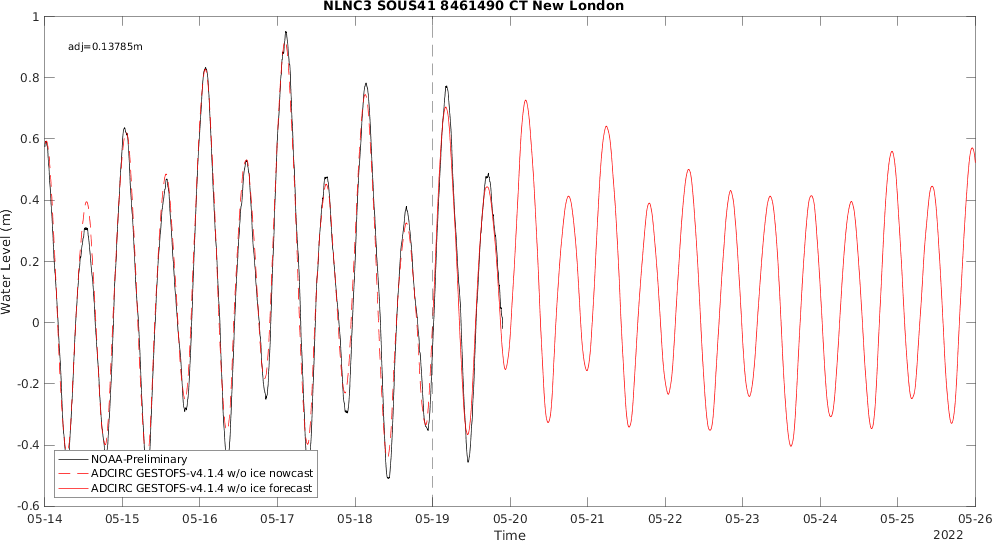 NLNC3 SOUS41 8461490 CT New London
adj=0.13785m
Water Level (m)
1
0.8
0.6
0.4
0.2
0
-0.2
-0.4
-0.6
NOAA-Preliminary
ADCIRC GESTOFS-v4.1.4 w/o ice nowcast
ADCIRC GESTOFS-v4.1.4 w/o ice forecast
05-14 05-15 05-16 05-17 05-18 05-19 05-20 05-21 05-22 05-23 05-24 05-25 05-26
Time
2022